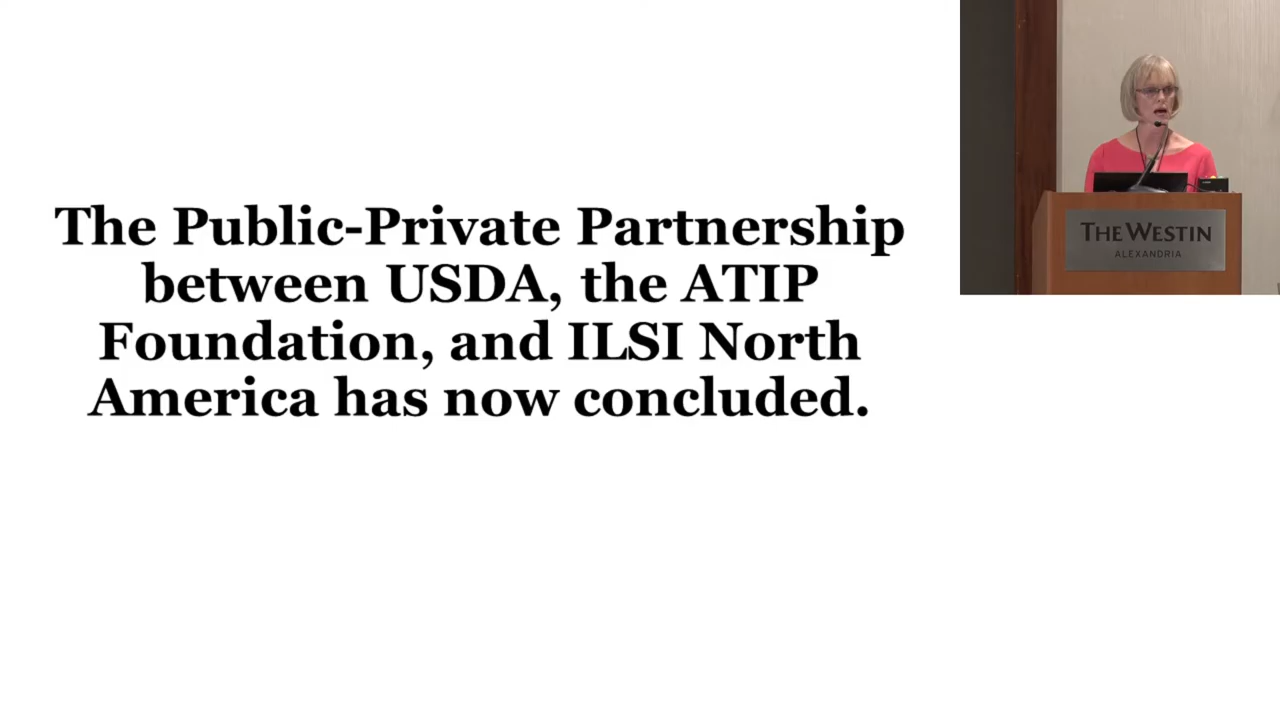 The Public-Private Partnership
between USDA, the ATIP
Foundation, and ILSI North
America has now concluded.
THE WESTIN
ALEXANDRIA